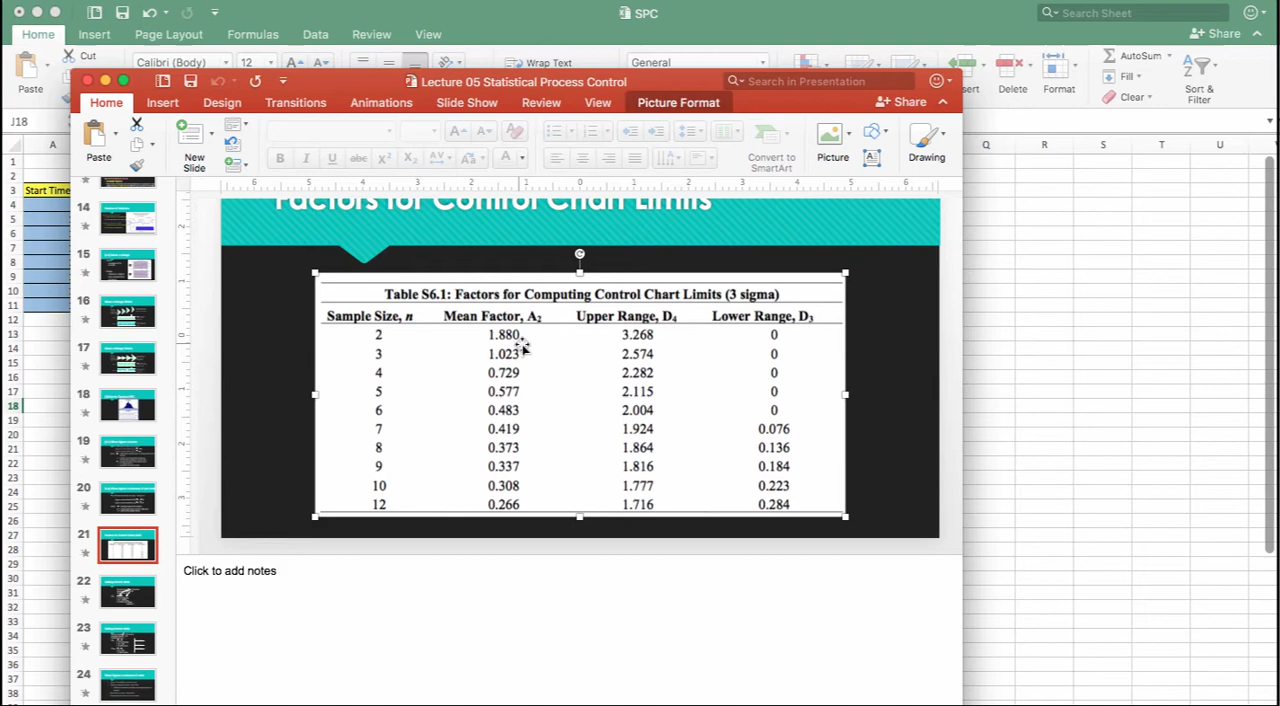 SPC
Search Sheet
Home Insert Page Layout Formulas Data Review View
Share
Cut
Calibri (Body) 12
Wrap Text
General
AutoSum
Fill
Clear
Paste
Delete
Format
Sort &
Filter
Lecture 05 Statistical Process Control
Search in Presentation
Home Insert Design Transitions Animations Slide Show Review View Picture Format
Share
Paste
New
Slide
Convert to
SmartArt
Picture
Drawing
J18
A
Q R S T U
Start Time
Factors for Control Chart Limits
Table S6.1: Factors for Computing Control Chart Limits (3 sigma)
Sample Size, n Mean Factor, A2 Upper Range, D4 Lower Range, D3
2 1.880 3.268 0
3 1.023 2.574 0
4 0.729 2.282 0
5 0.577 2.115 0
6 0.483 2.004 0
7 0.419 1.924 0.076
8 0.373 1.864 0.136
9 0.337 1.816 0.184
10 0.308 1.777 0.223
12 0.266 1.716 0.284
14
15
16
17
18
19
20
21
22
23
24
Click to add notes